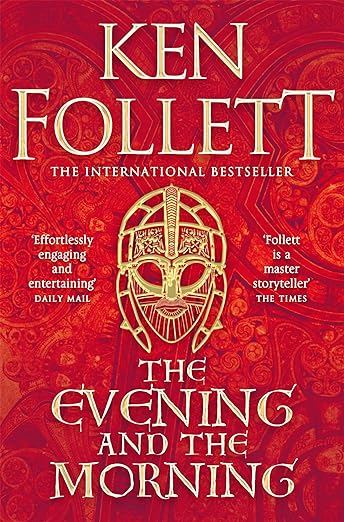 KEN
FOLLETT
THE INTERNATIONAL BESTSELLER
‘Effortlessly
engaging
and
entertaining’
DAILY MAIL
‘Follett
is a
master
storyteller’
THE TIMES
THE
EVENING
AND THE
MORNING